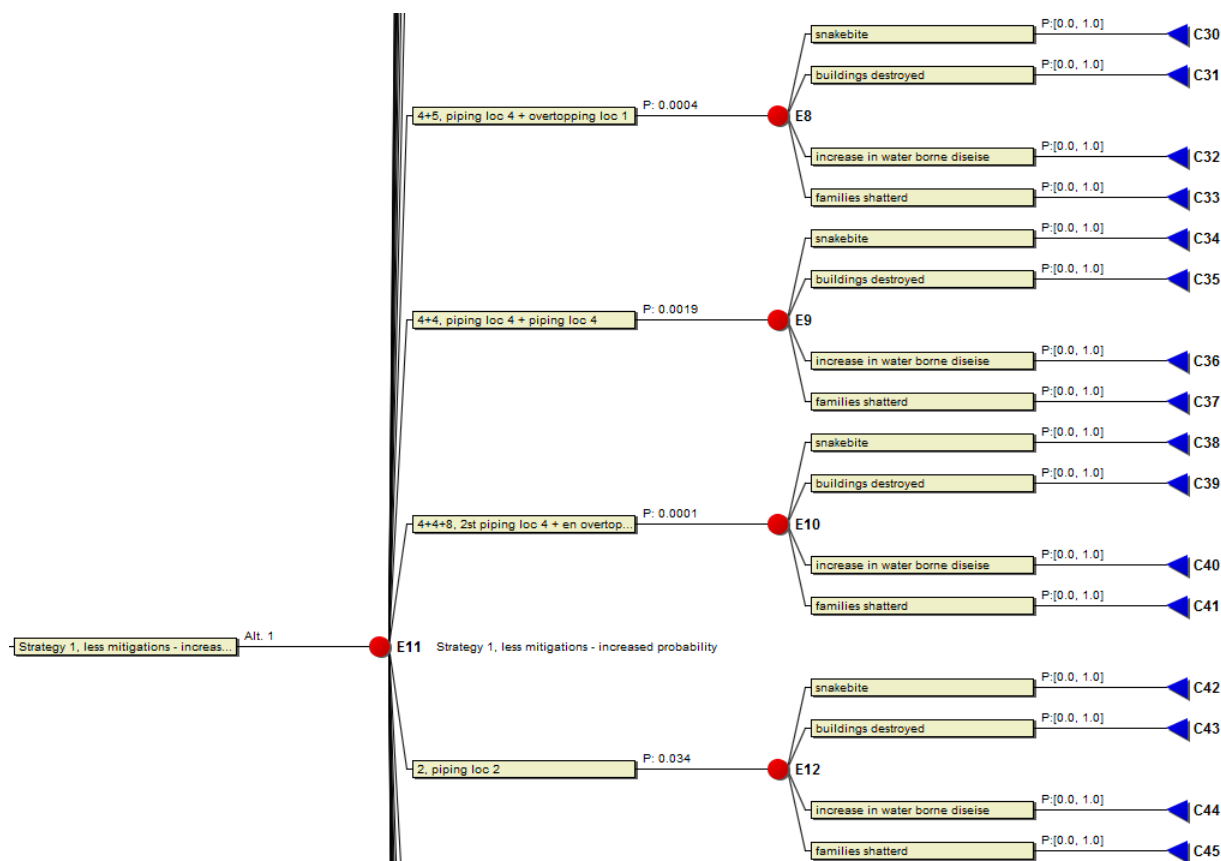 snakebite P:[0.0, 1.0] C30
buildings destroyed P:[0.0, 1.0] C31
4+5, piping loc 4 + overtopping loc 1 P: 0.0004 E8
increase in water borne diseise P:[0.0, 1.0] C32
families shatterd P:[0.0, 1.0] C33
snakebite P:[0.0, 1.0] C34
buildings destroyed P:[0.0, 1.0] C35
4+4, piping loc 4 + piping loc 4 P: 0.0019 E9
increase in water borne diseise P:[0.0, 1.0] C36
families shatterd P:[0.0, 1.0] C37
snakebite P:[0.0, 1.0] C38
buildings destroyed P:[0.0, 1.0] C39
4+4+8, 2st piping loc 4 + en overtop... P: 0.0001 E10
increase in water borne diseise P:[0.0, 1.0] C40
families shatterd P:[0.0, 1.0] C41
Strategy 1, less mitigations - increas... Alt. 1 E11 Strategy 1, less mitigations - increased probability
snakebite P:[0.0, 1.0] C42
buildings destroyed P:[0.0, 1.0] C43
2, piping loc 2 P: 0.034 E12
increase in water borne diseise P:[0.0, 1.0] C44
families shatterd P:[0.0, 1.0] C45